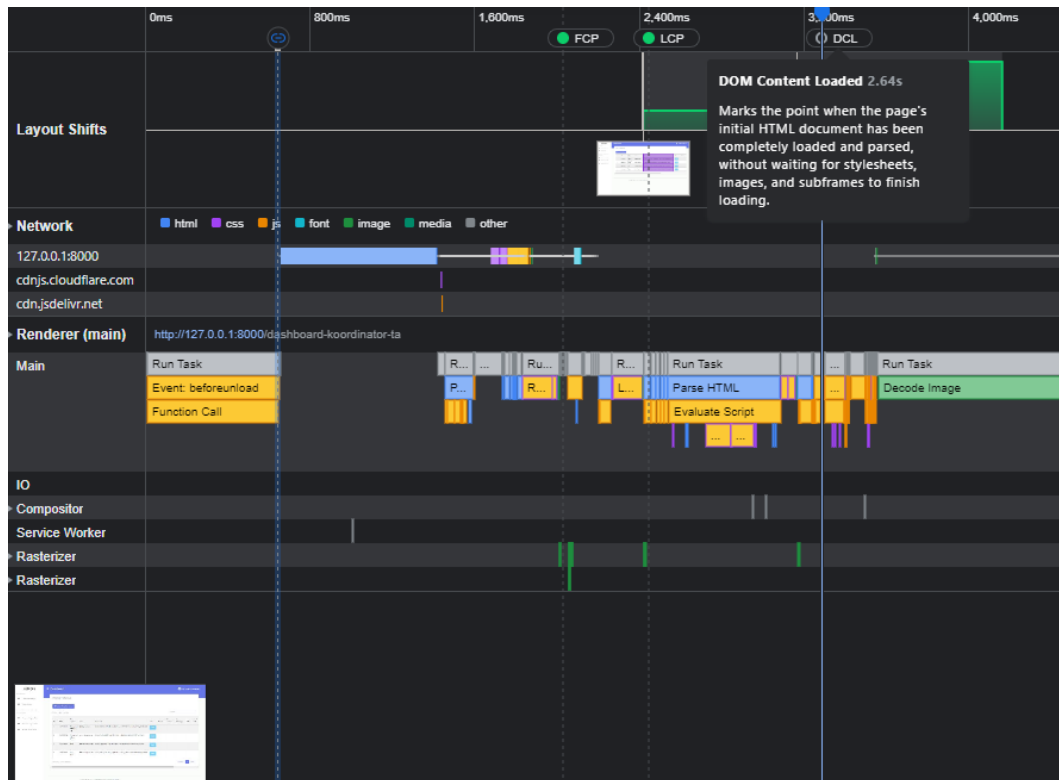 0ms 800ms 1,600ms 2,400ms 4,000ms
FCP LCP DCL
DOM Content Loaded 2.64s
Marks the point when the page's
initial HTML document has been
completely loaded and parsed,
without waiting for stylesheets,
images, and subframes to finish
loading.
Layout Shifts
Network html css js font image media other
127.0.0.1:8000
cdnjs.cloudflare.com
cdn.jsdelivr.net
Renderer (main) http://127.0.0.1:8000/dashboard-koordinator-ta
Main Run Task R... ... Ru... R... Run Task ... Run Task
Event: beforeunload P... R... L... Parse HTML ... Decode Image
Function Call Evaluate Script
... ...
IO
Compositor
Service Worker
Rasterizer
Rasterizer